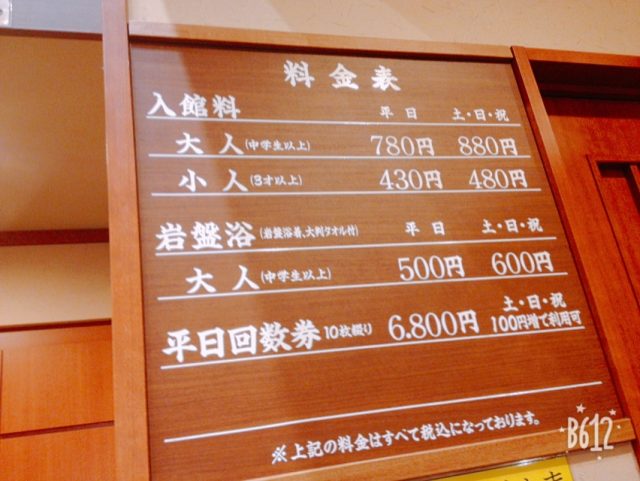 料金表
入館料 平日 土・日・祝
大人(中学生以上) 780円 880円
小人(3才以上) 430円 480円
岩盤浴(岩盤浴着、大判タオル付) 平日 土・日・祝
大人(中学生以上) 500円 600円
平日回数券10枚綴り 6.800円 土・日・祝
100円増で利用可
※上記の料金はすべて税込になっております。
B612